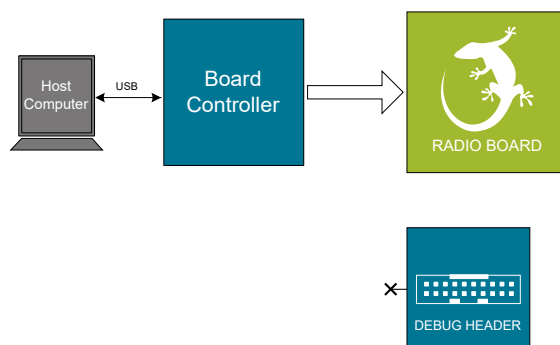 Host
Computer
USB
Board
Controller
RADIO BOARD
DEBUG HEADER